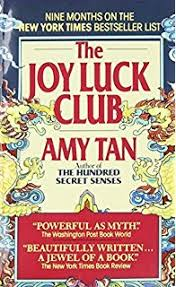 NINE MONTHS ON THE
NEW YORK TIMES BESTSELLER LIST
The
JOY LUCK
CLUB
AMY TAN
Author of
THE HUNDRED
SECRET SENSES
"POWERFUL AS MYTH."
The Washington Post Book World
"BEAUTIFULLY WRITTEN...
A JEWEL OF A BOOK."
The New York Times Book Review